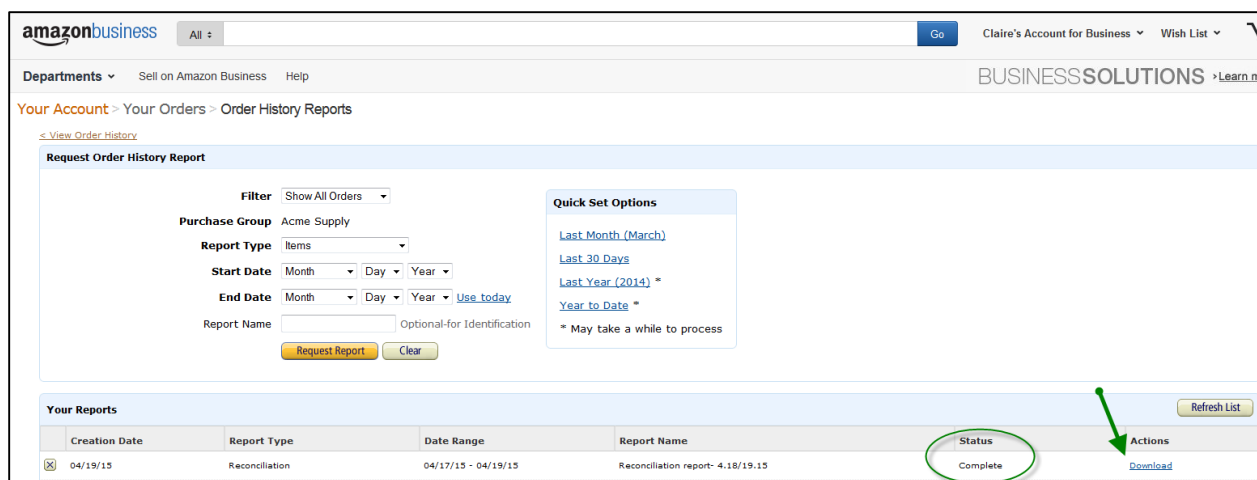 amazonbusiness All Go Claire's Account for Business Wish List
Departments Sell on Amazon Business Help BUSINESSSOLUTIONS ›Learn
Your Account > Your Orders > Order History Reports
< View Order History
Request Order History Report
Filter Show All Orders
Purchase Group Acme Supply
Report Type Items
Start Date Month Day Year
End Date Month Day Year Use today
Report Name Optional-for Identification
Request Report Clear
Quick Set Options
Last Month (March)
Last 30 Days
Last Year (2014) *
Year to Date *
* May take a while to process
Your Reports Refresh List
Creation Date Report Type Date Range Report Name Status Actions
04/19/15 Reconciliation 04/17/15 - 04/19/15 Reconciliation report- 4.18/19.15 Complete Download